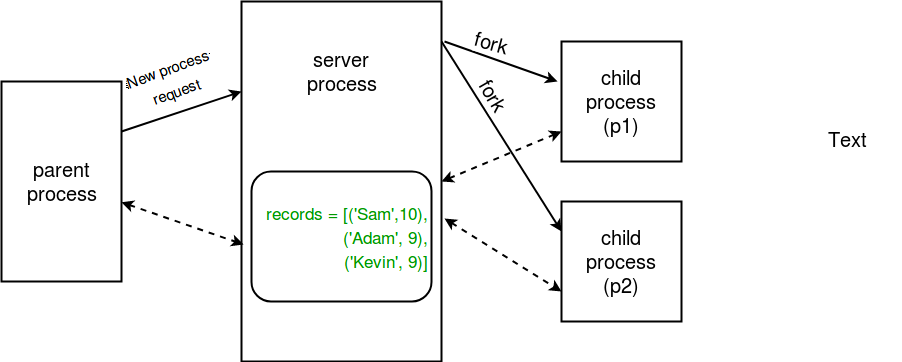 New process
request
parent
process
server
process
records = [('Sam',10),
('Adam', 9),
('Kevin', 9)]
fork
fork
child
process
(p1)
child
process
(p2)
Text